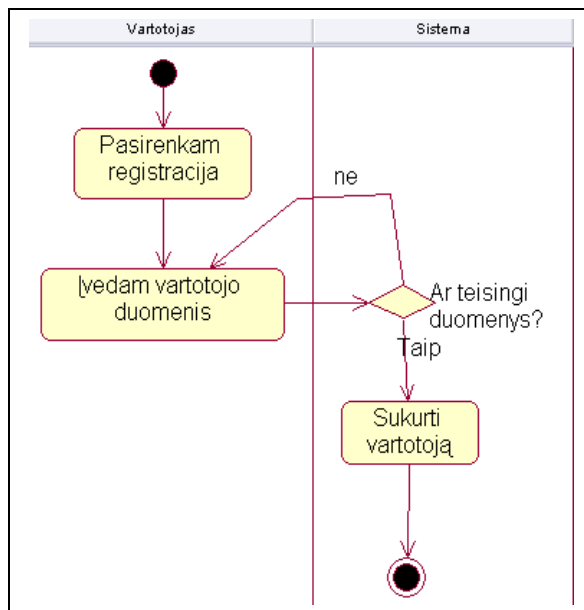 Vartotojas
Sistema
Pasirenkam
registracija
ne
Įvedam vartotojo
duomenis
Ar teisingi
duomenys?
Taip
Sukurti
vartotoją